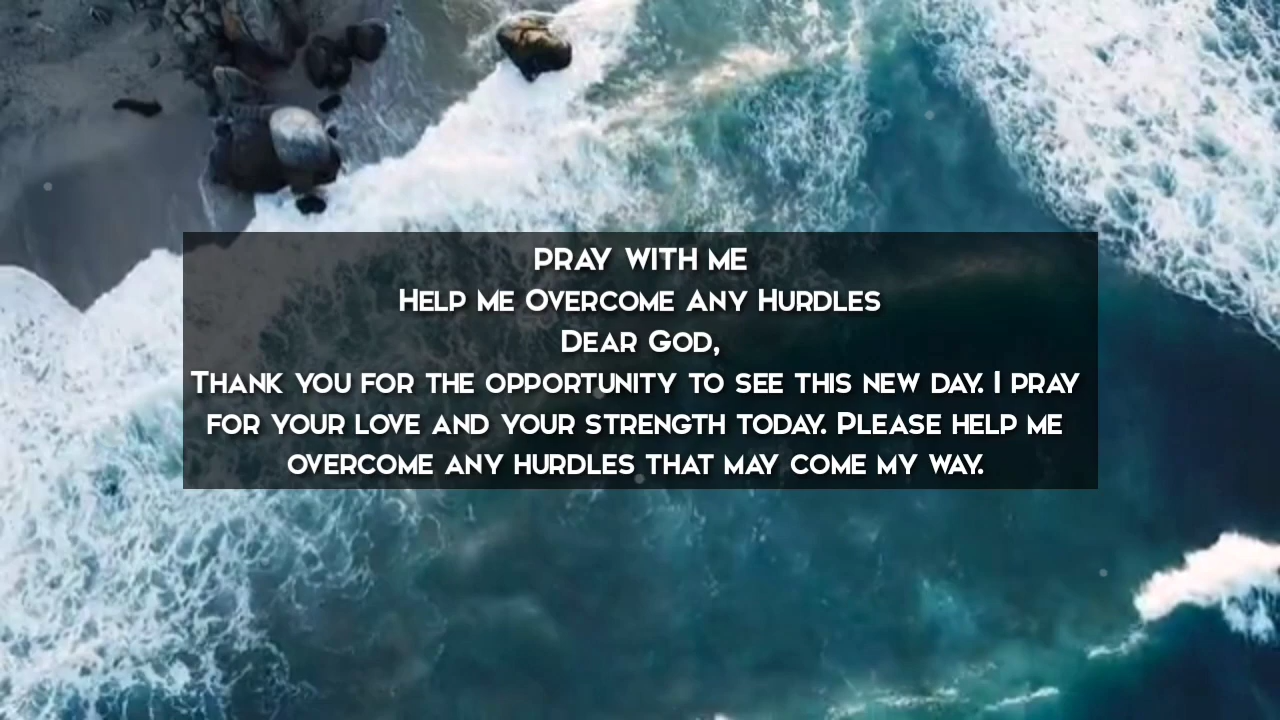 PRAY WITH ME
HELP ME OVERCOME ANY HURDLES
DEAR GOD,
THANK YOU FOR THE OPPORTUNITY TO SEE THIS NEW DAY. I PRAY
FOR YOUR LOVE AND YOUR STRENGTH TODAY. PLEASE HELP ME
OVERCOME ANY HURDLES THAT MAY COME MY WAY.